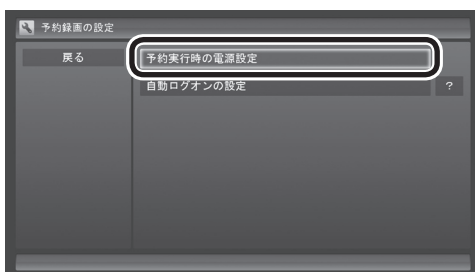 予約録画の設定
戻る
予約実行時の電源設定
自動ログオンの設定
?